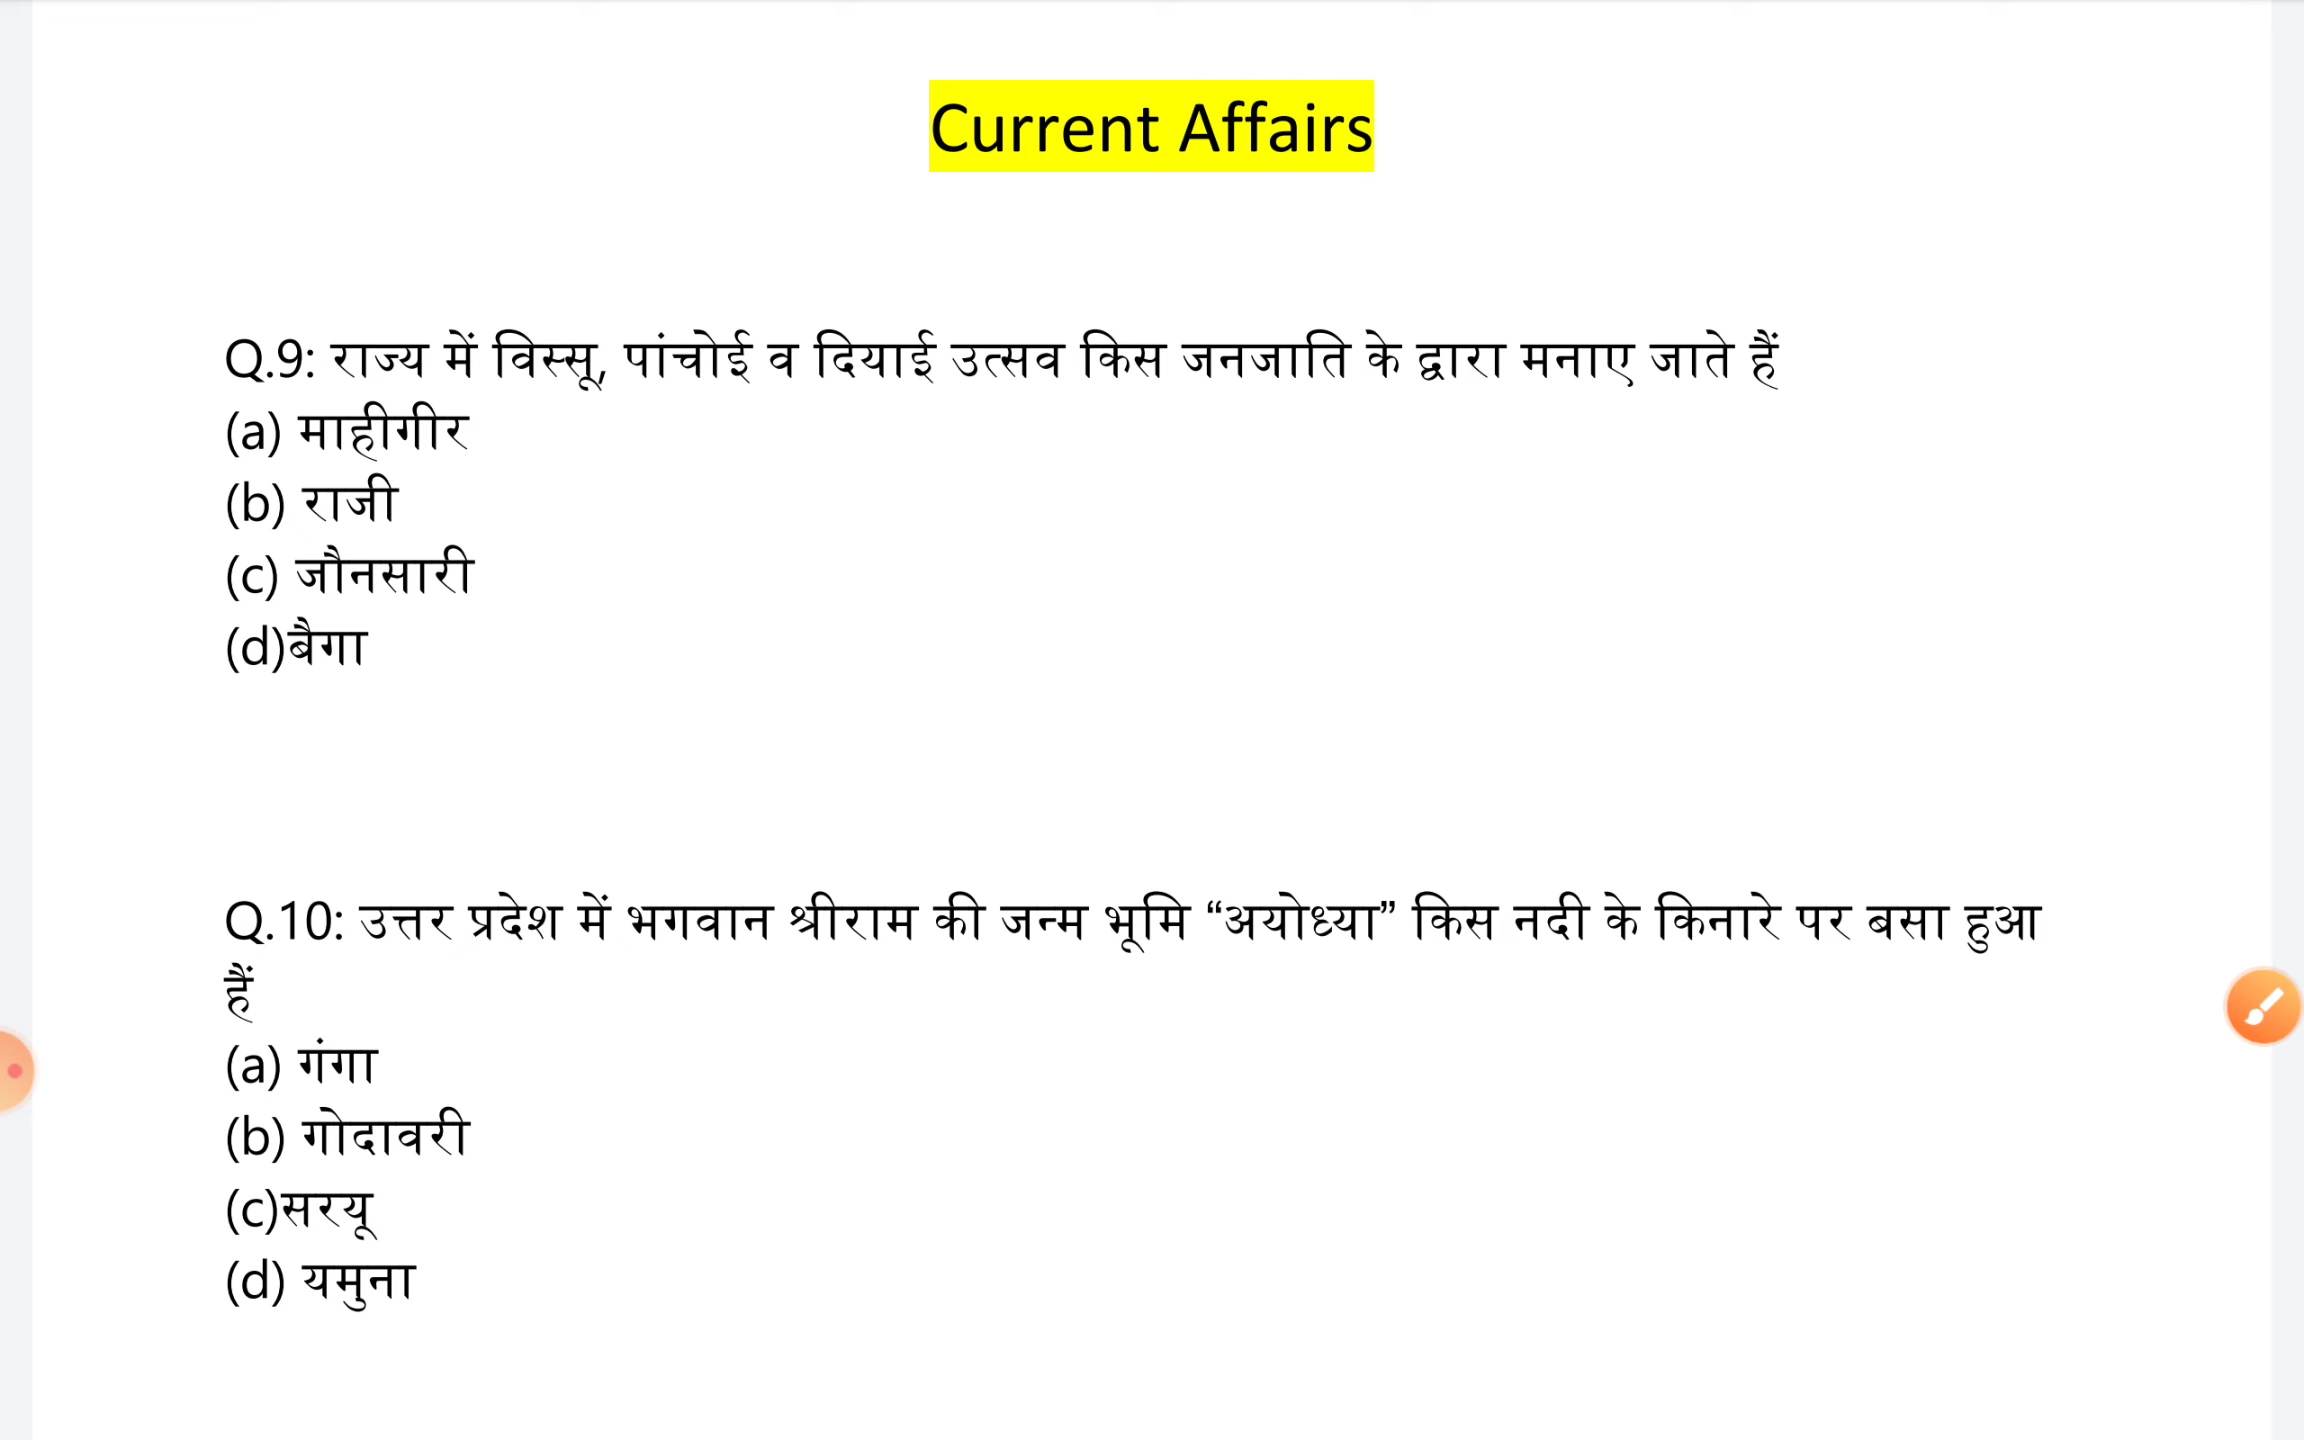 Current Affairs
Q.9: राज्य में विस्सू, पांचोई व दियाई उत्सव किस जनजाति के द्वारा मनाए जाते हैं
(a) माहीगीर
(b) राजी
(c) जौनसारी
(d)बैगा
Q.10: उत्तर प्रदेश में भगवान श्रीराम की जन्म भूमि “अयोध्या” किस नदी के किनारे पर बसा हुआ
हैं
(a) गंगा
(b) गोदावरी
(c)सरयू
(d) यमुना